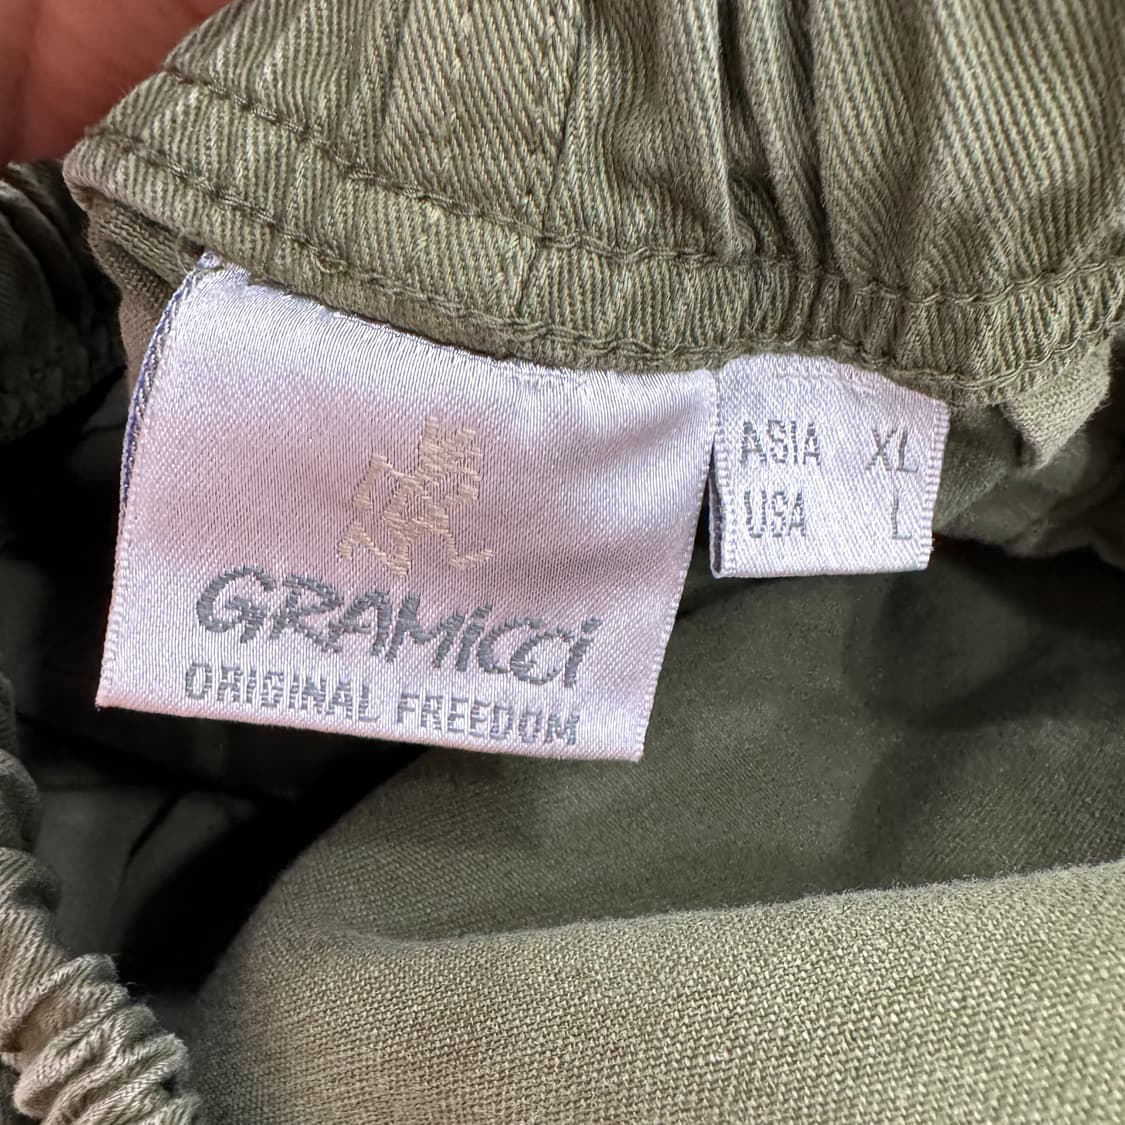 GRAMiCCi
ORIGINAL FREEDOM
ASIA XL
USA L